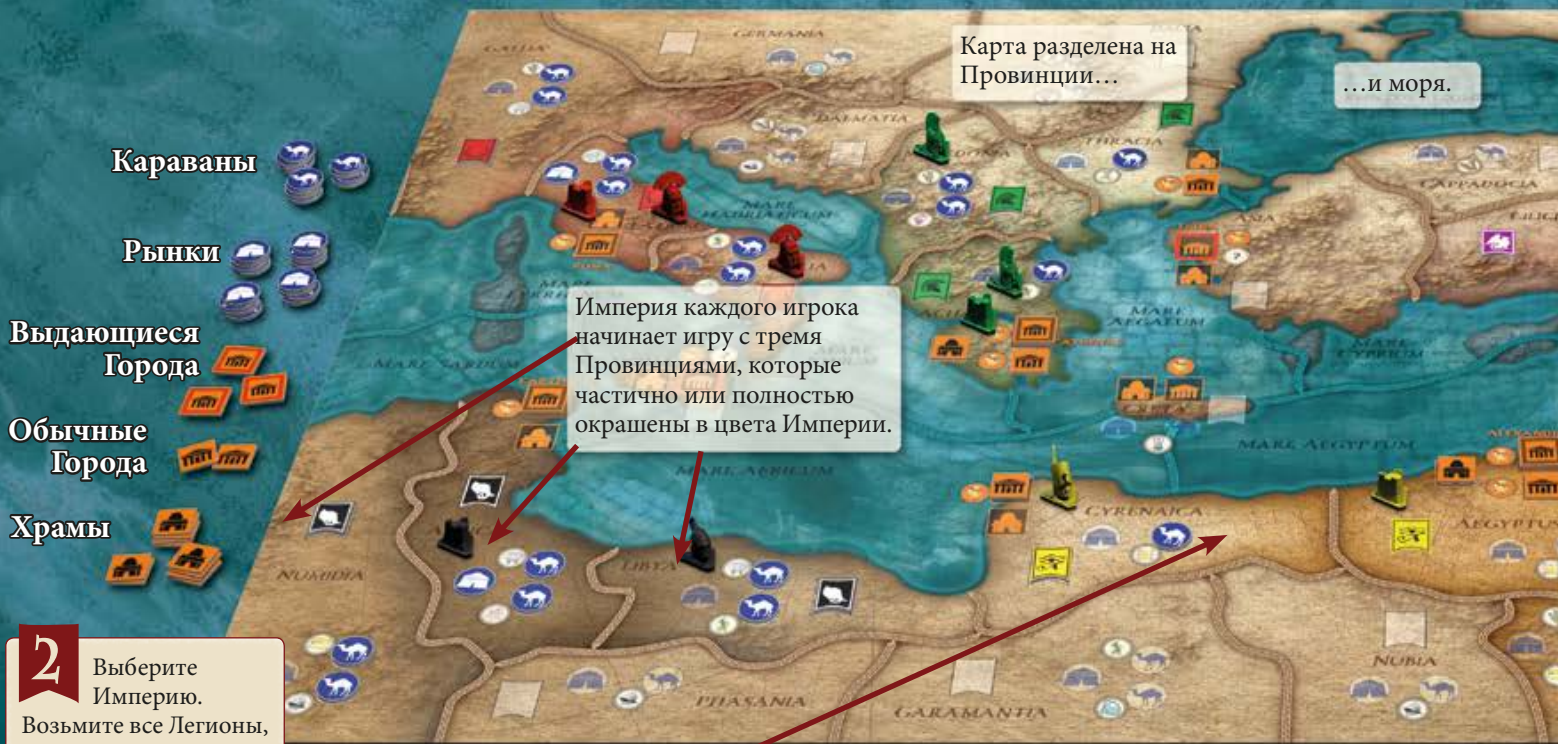 Карта разделена на
Провинции…
…и моря.
Караваны
Рынки
Выдающиеся
Города
Обычные
Города
Храмы
Империя каждого игрока
начинает игру с тремя
Провинциями, которые
частично или полностью
окрашены в цвета Империи.
2
Выберите
Империю.
Возьмите все Легионы,
GALLIA
GERMANIA
DALMATIA
THRACIA
CAPPADOCIA
ASIA
MARE
HADRIATICUM
MARE SARDUM
MARE
AEGAEUM
MARE
CYPRIUM
MARE AEGYPTUM
MARE AFRICUM
CYRENAICA
AEGYPTUS
NUMIDIA
LIBYA
PHASANIA
GARAMANTIA
NUBIA